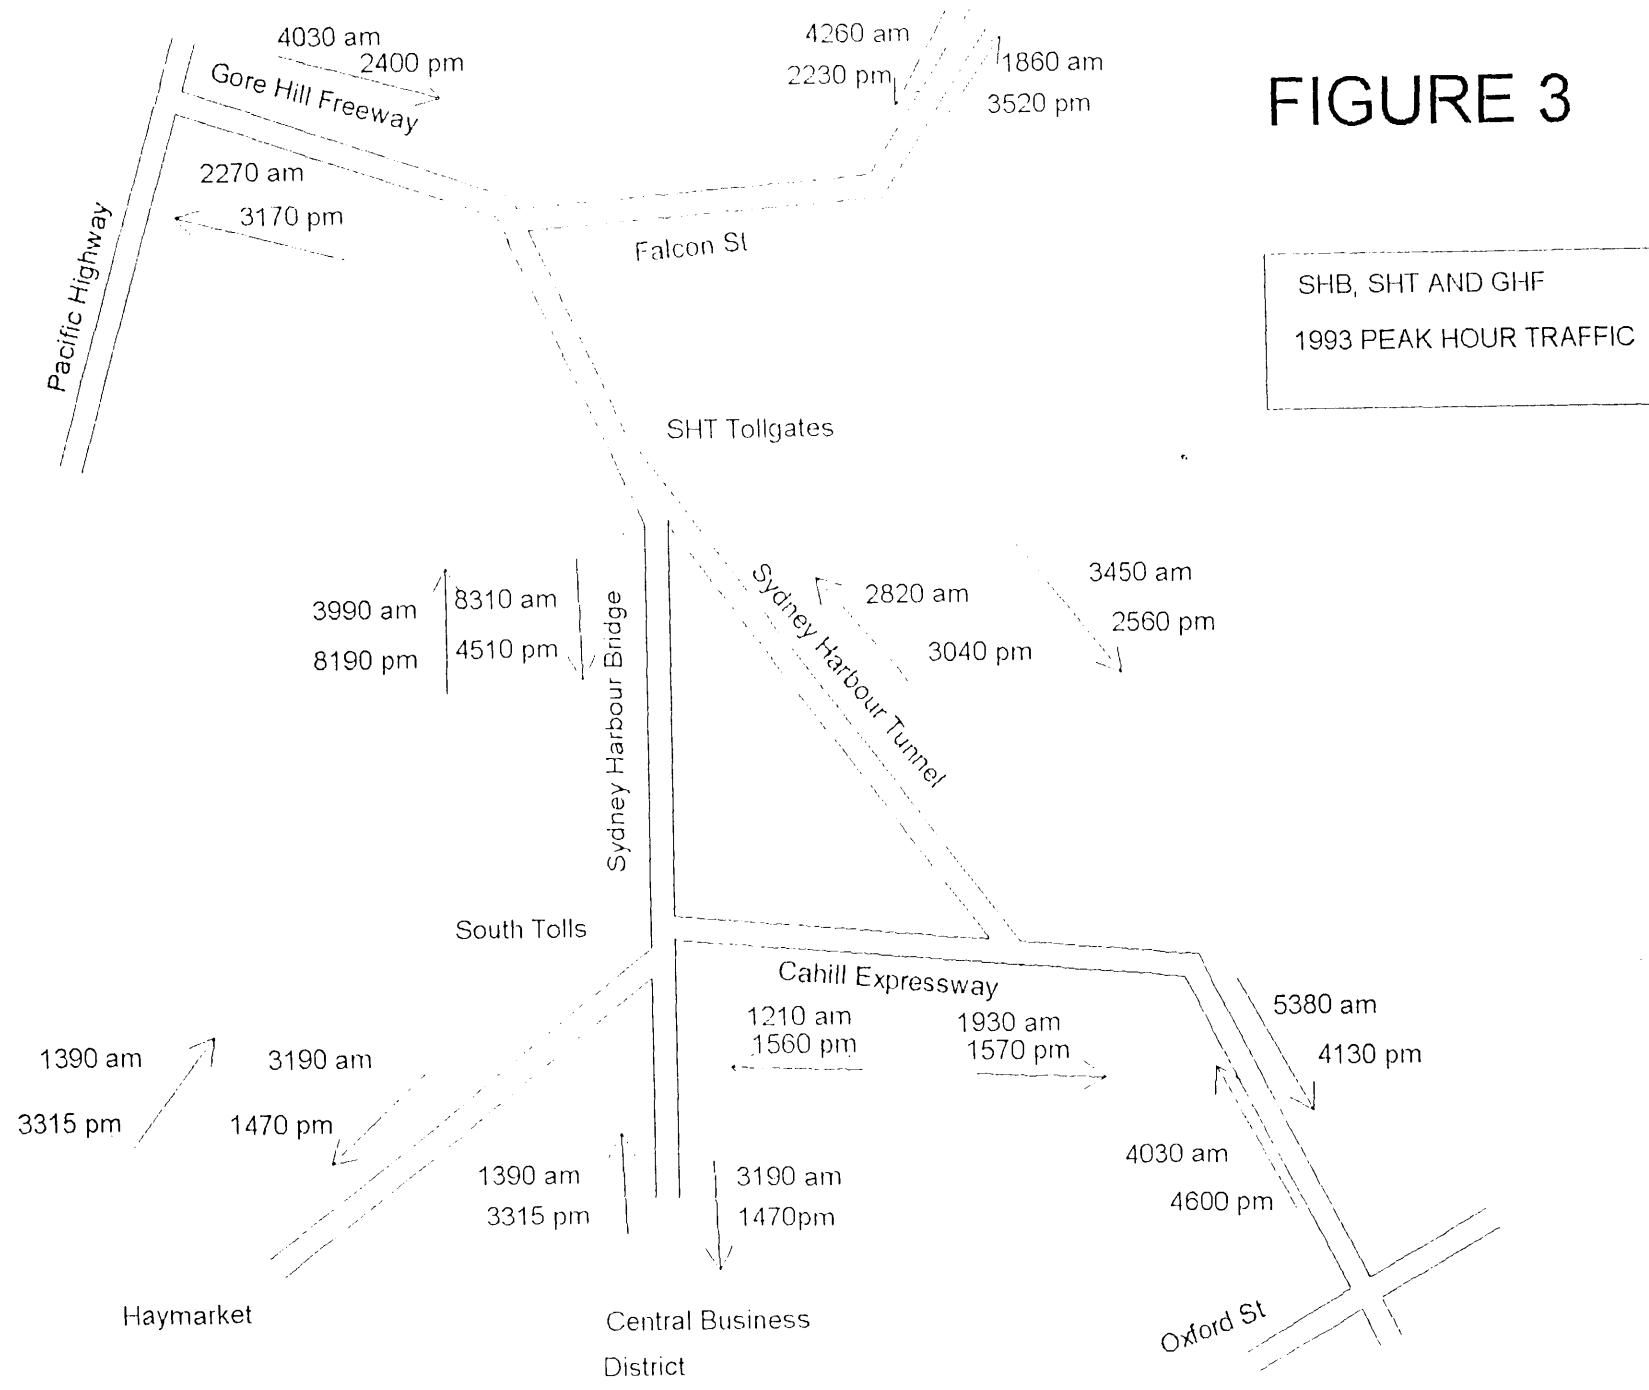 4030 am
2400 pm
Gore Hill Freeway
4260 am
2230 pm
1860 am
3520 pm
FIGURE 3
2270 am
3170 pm
Pacific Highway
Falcon St
SHB, SHT AND GHF
1993 PEAK HOUR TRAFFIC
SHT Tollgates
3990 am
8190 pm
8310 am
4510 pm
Sydney Harbour Bridge
Sydney Harbour Tunnel
2820 am
3040 pm
3450 am
2560 pm
South Tolls
Cahill Expressway
1210 am
1560 pm
1930 am
1570 pm
5380 am
4130 pm
1390 am
3315 pm
3190 am
1470 pm
1390 am
3315 pm
3190 am
1470pm
4030 am
4600 pm
Haymarket
Central Business
District
Oxford St